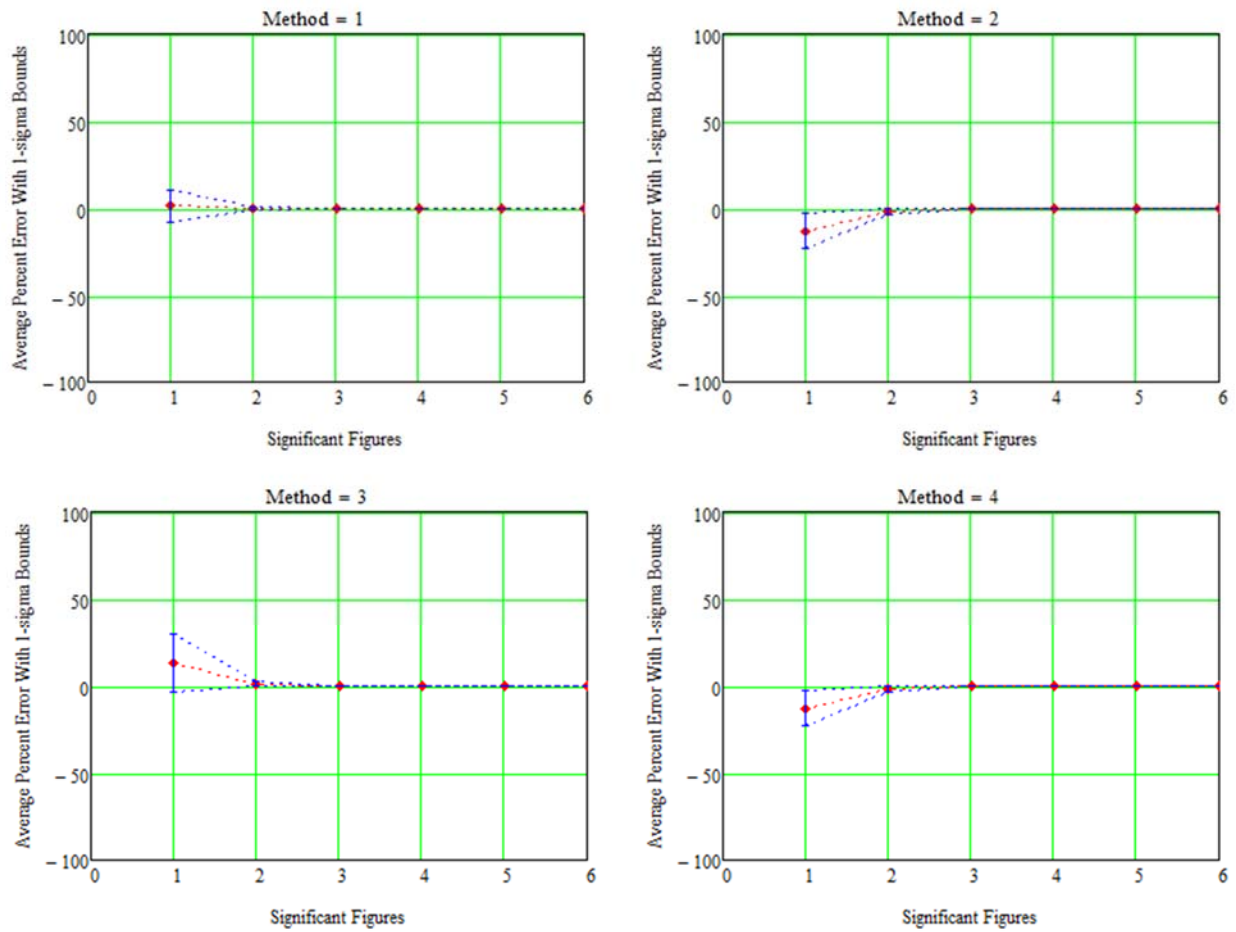 Method = 1
Average Percent Error With 1-sigma Bounds
100
50
0
– 50
– 100
0 1 2 3 4 5 6
Significant Figures
Method = 2
Average Percent Error With 1-sigma Bounds
100
50
0
– 50
– 100
0 1 2 3 4 5 6
Significant Figures
Method = 3
Average Percent Error With 1-sigma Bounds
100
50
0
– 50
– 100
0 1 2 3 4 5 6
Significant Figures
Method = 4
Average Percent Error With 1-sigma Bounds
100
50
0
– 50
– 100
0 1 2 3 4 5 6
Significant Figures